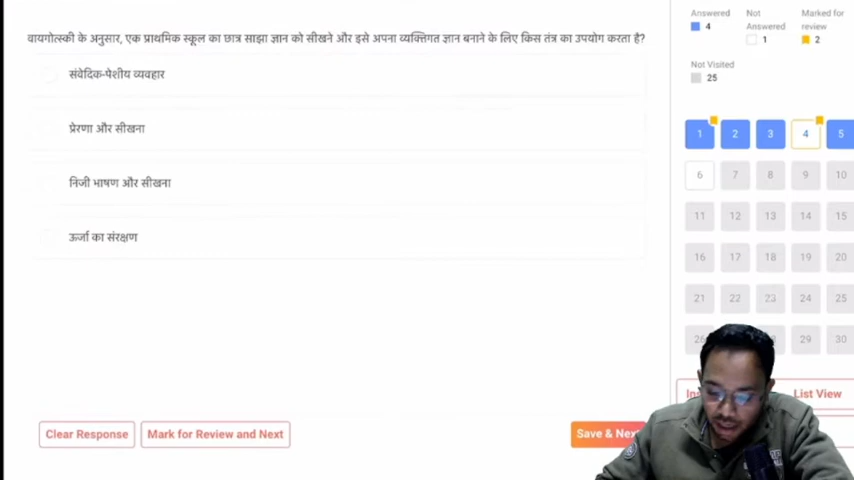 वायगोत्स्की के अनुसार, एक प्राथमिक स्कूल का छात्र साझा ज्ञान को सीखने और इसे अपना व्यक्तिगत ज्ञान बनाने के लिए किस तंत्र का उपयोग करता है?
संवेदिक-पेशीय व्यवहार
प्रेरणा और सीखना
निजी भाषण और सीखना
ऊर्जा का संरक्षण
Clear Response
Mark for Review and Next
Save &
Answered
4
Not Answered
1
Marked for review
2
Not Visited
25
1 2 3 4 5
6 7 8 9 10
11 12 13 14 15
16 17 18 19 20
21 22 23 24 25
29 30
List View